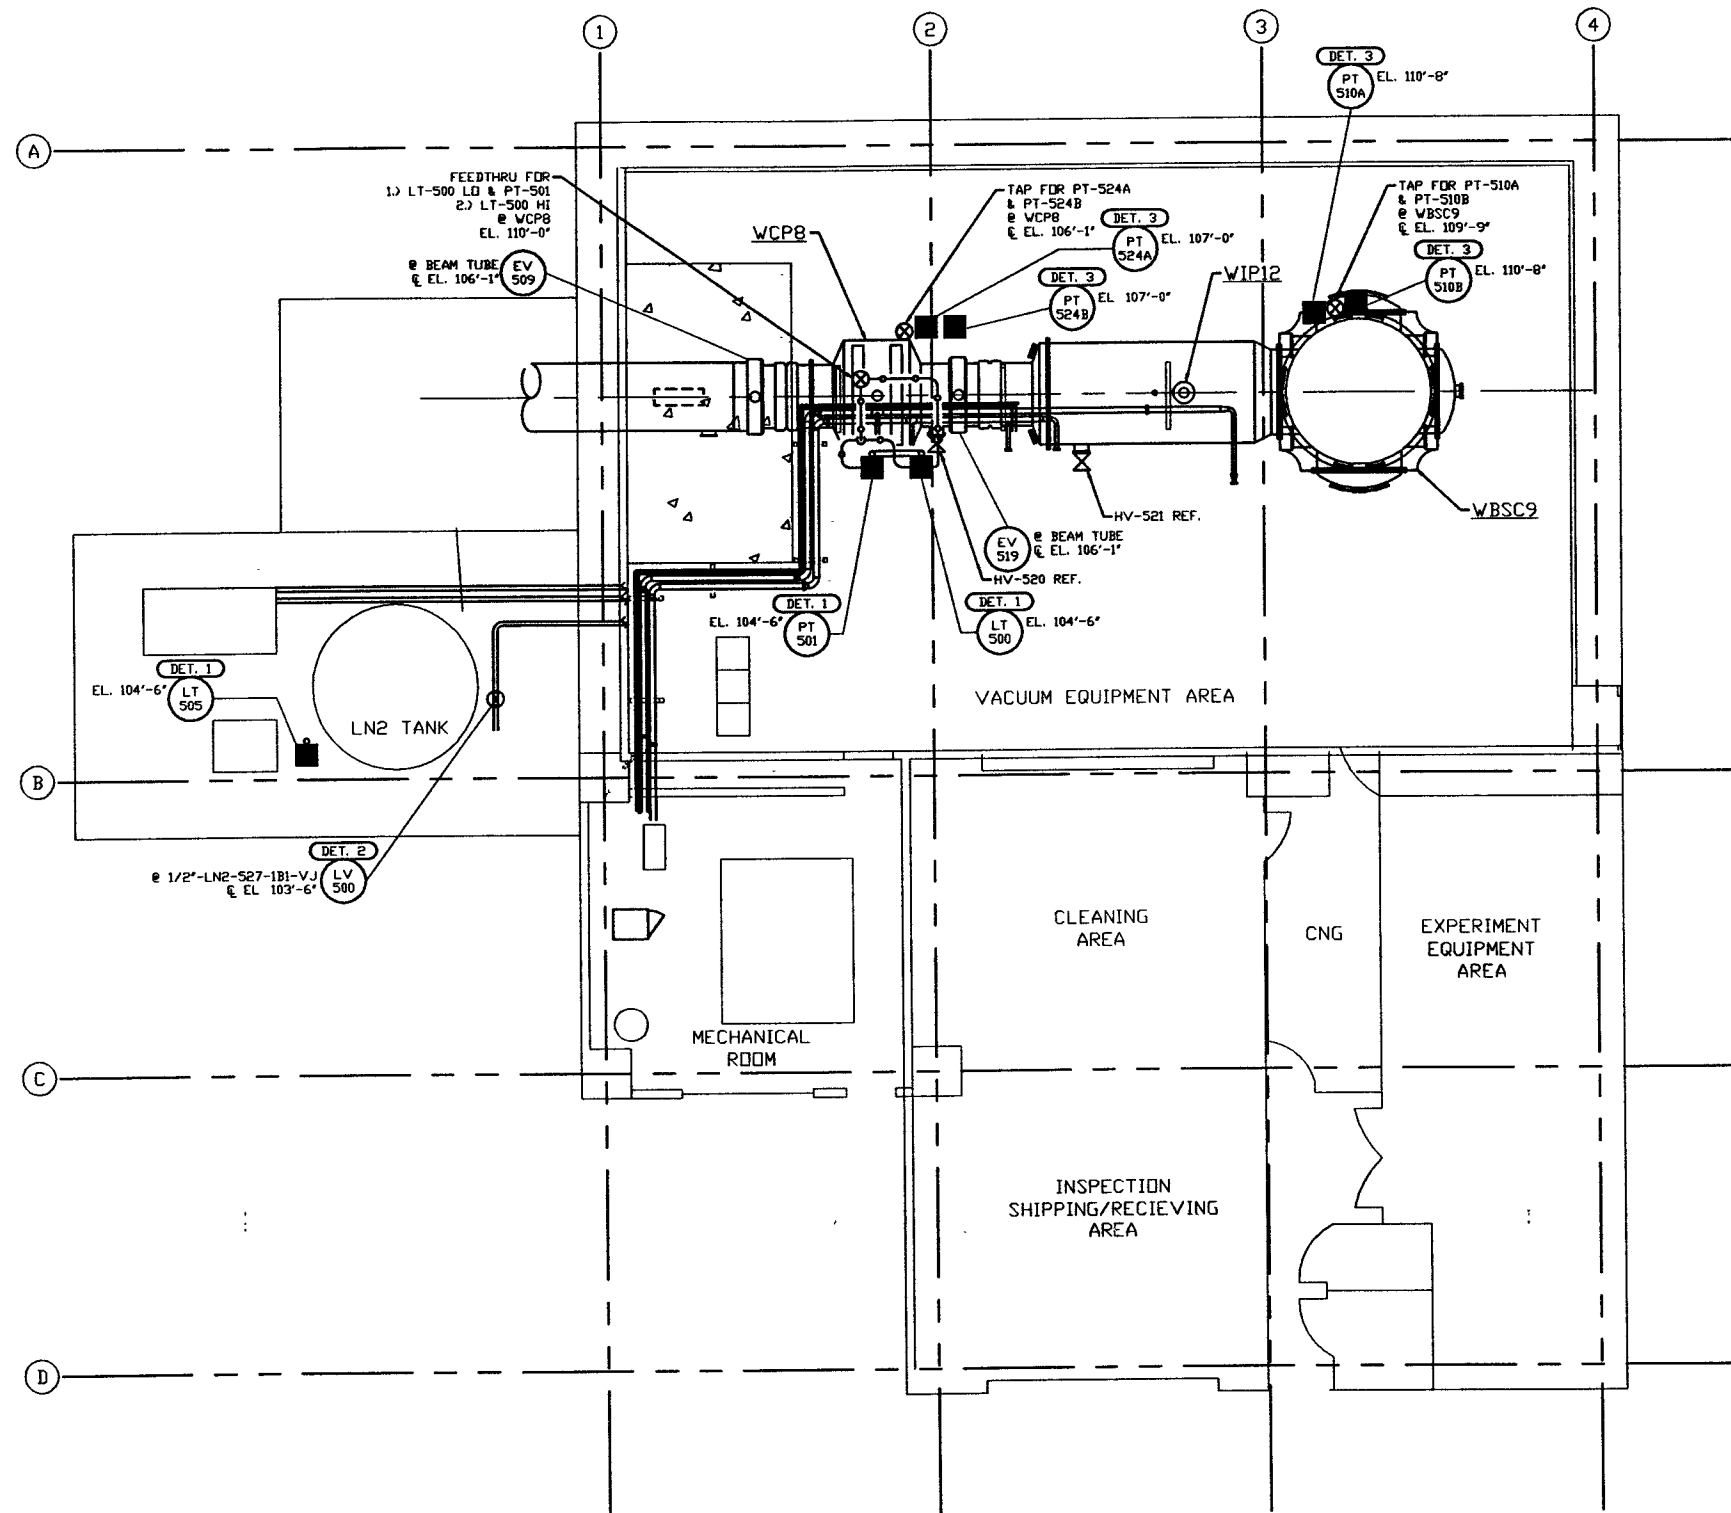 1
2
3
4
DET. 3
PT
510A
EL. 110'-8"
A
FEEDTHRU FOR
1.) LT-500 LO & PT-501
2.) LT-500 HI
@ WCP8
EL. 110'-0"
TAP FOR PT-524A
& PT-524B
@ WCP8
℄ EL. 106'-1"
DET. 3
PT
524A
EL. 107'-0"
TAP FOR PT-510A
& PT-510B
@ WBSC9
℄ EL. 109'-9"
DET. 3
PT
510B
EL. 110'-8"
WCP8
@ BEAM TUBE
℄ EL. 106'-1"
EV
509
DET. 3
PT
524B
EL 107'-0"
WIP12
WBSC9
HV-521 REF.
EV
519
@ BEAM TUBE
℄ EL. 106'-1"
HV-520 REF.
DET. 1
EL. 104'-6"
PT
501
DET. 1
LT
500
EL. 104'-6"
DET. 1
EL. 104'-6"
LT
505
LN2 TANK
VACUUM EQUIPMENT AREA
B
DET. 2
@ 1/2"-LN2-527-1B1-VJ
℄ EL 103'-6"
LV
500
CLEANING
AREA
CNG
EXPERIMENT
EQUIPMENT
AREA
MECHANICAL
ROOM
C
INSPECTION
SHIPPING/RECIEVING
AREA
D